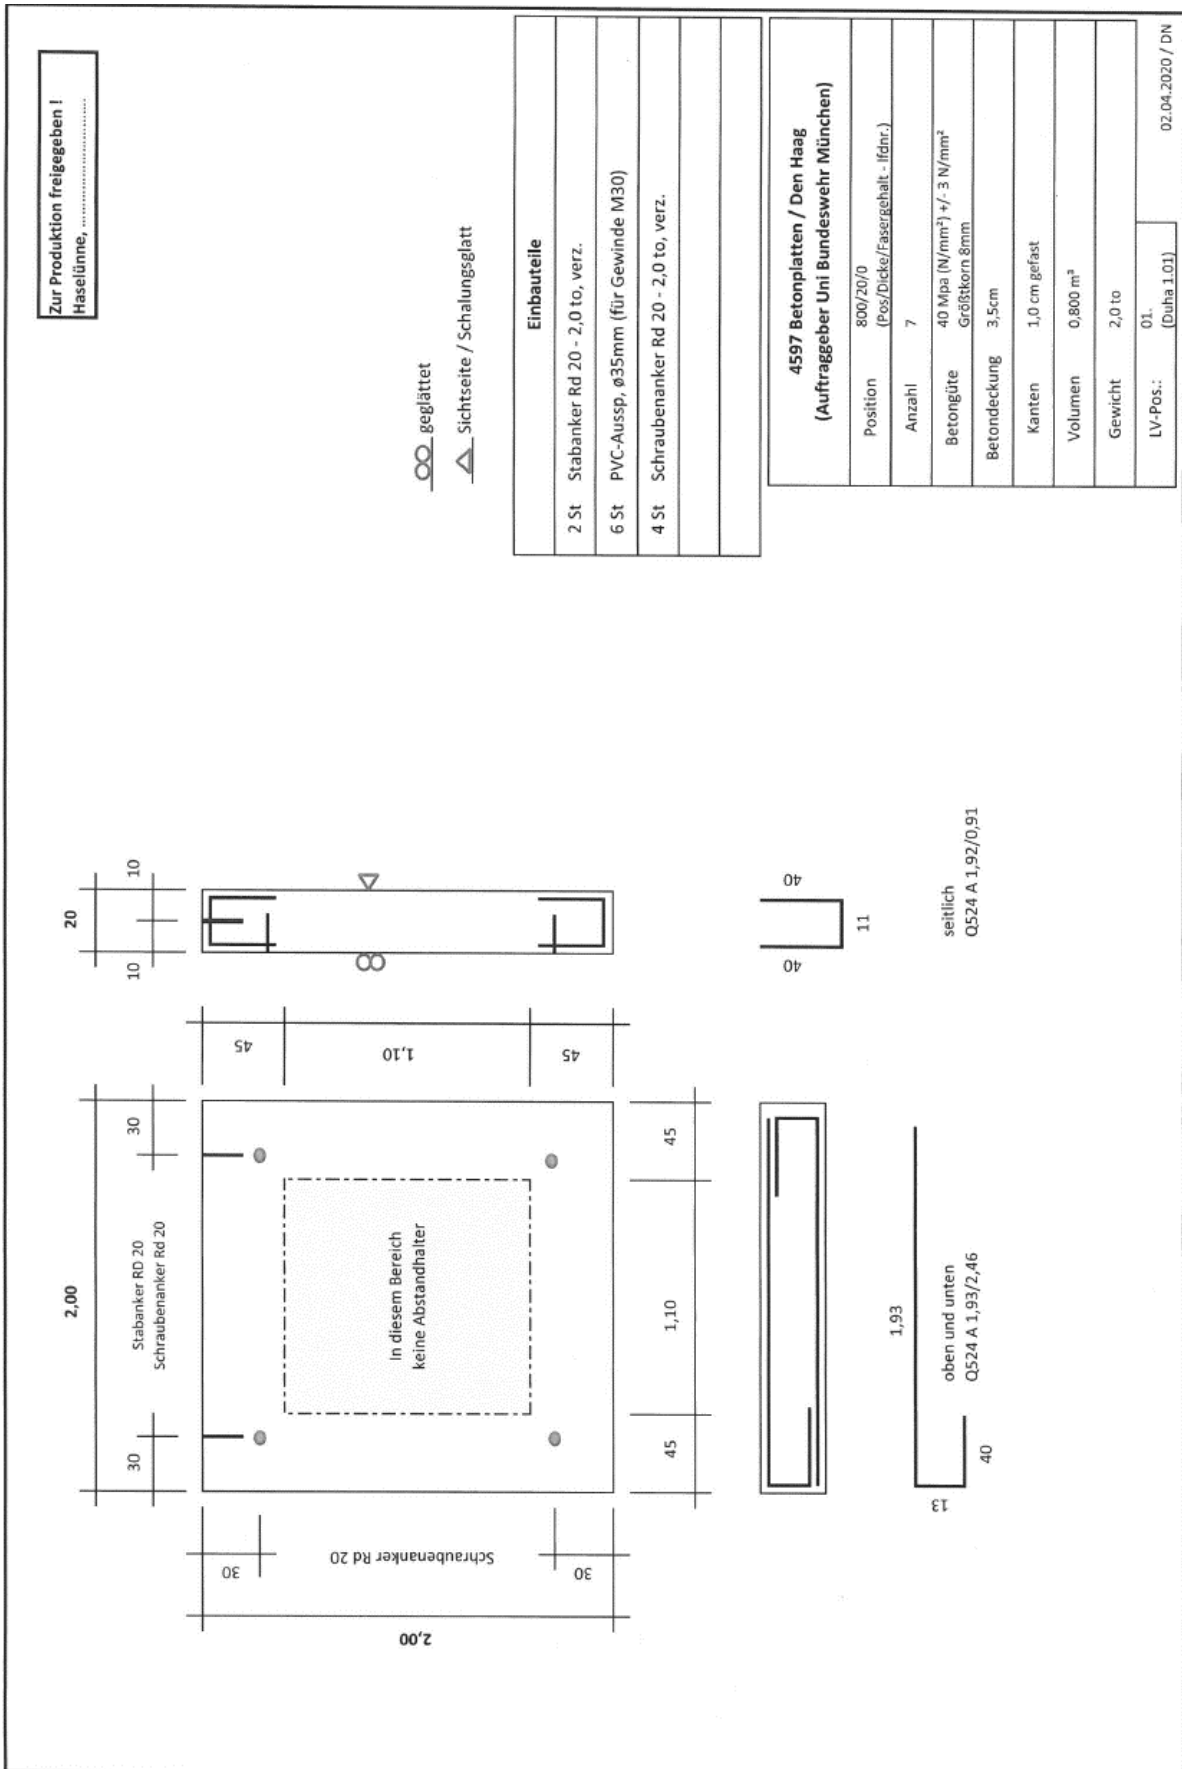 Zur Produktion freigegeben !
Haselünne, ..............................
2,00
30
Stabanker RD 20
Schraubenanker Rd 20
30
20
10
10
2,00
30
Schraubenanker Rd 20
30
In diesem Bereich
keine Abstandhalter
45
1,10
45
45
1,10
45
geglättet
Sichtseite / Schalungsglatt
1,93
13
40
oben und unten
Q524 A 1,93/2,46
40
40
11
seitlich
Q524 A 1,92/0,91
Einbauteile
2 St Stabanker Rd 20 - 2,0 to, verz.
6 St PVC-Aussp, ø35mm (für Gewinde M30)
4 St Schraubenanker Rd 20 - 2,0 to, verz.
4597 Betonplatten / Den Haag
(Auftraggeber Uni Bundeswehr München)
Position 800/20/0
(Pos/Dicke/Fasergehalt - lfdnr.)
Anzahl 7
Betongüte 40 Mpa (N/mm²) +/- 3 N/mm²
Größtkorn 8mm
Betondeckung 3,5cm
Kanten 1,0 cm gefast
Volumen 0,800 m³
Gewicht 2,0 to
LV-Pos.: 01.
(Duha 1.01)
02.04.2020 / DN